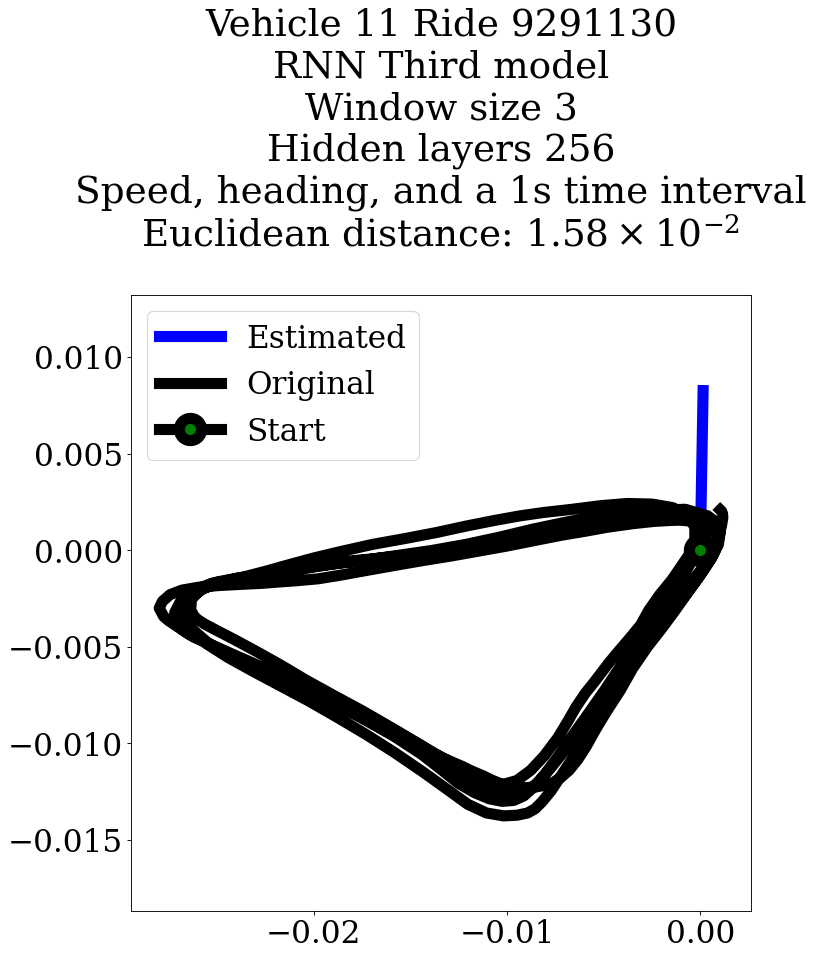 Vehicle 11 Ride 9291130
RNN Third model
Window size 3
Hidden layers 256
Speed, heading, and a 1s time interval
Euclidean distance: 1.58 × 10⁻²
Estimated
Original
Start
0.010
0.005
0.000
−0.005
−0.010
−0.015
−0.02 −0.01 0.00